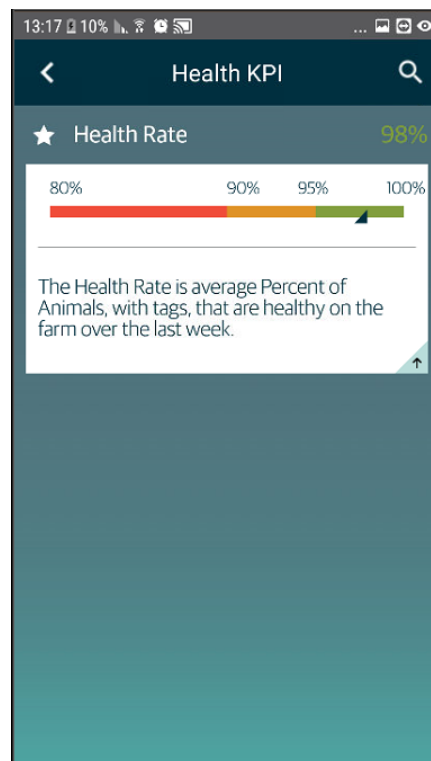 13:17 10% ...
Health KPI
Health Rate 98%
80% 90% 95% 100%
The Health Rate is average Percent of
Animals, with tags, that are healthy on the
farm over the last week.